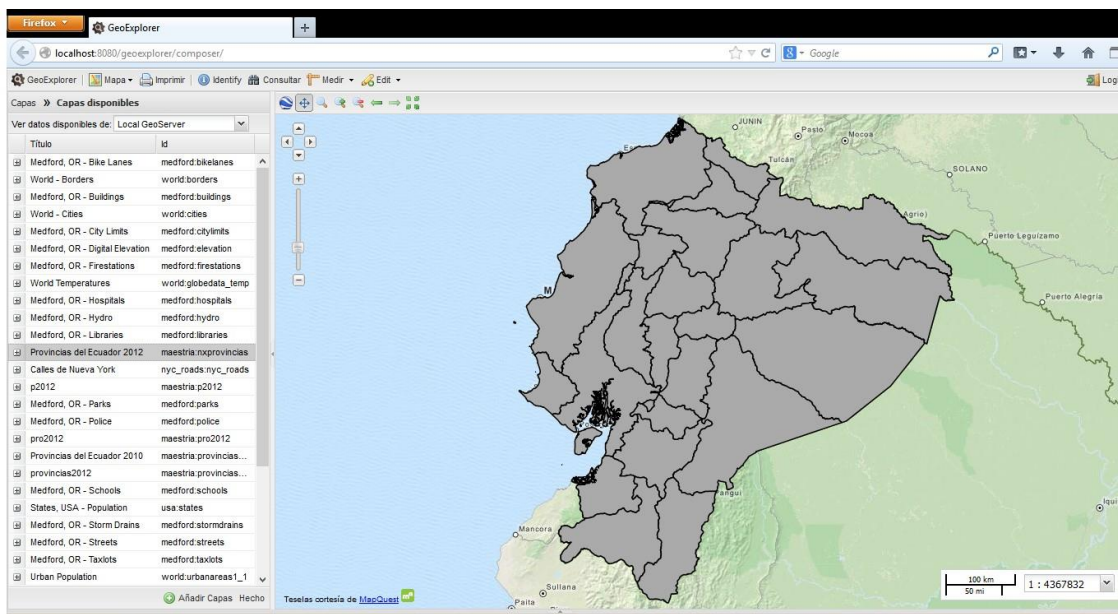 Firefox
GeoExplorer
localhost:8080/geoexplorer/composer/
Google
GeoExplorer
Mapa
Imprimir
Identify
Consultar
Medir
Edit
Logi
Capas
Capas disponibles
Ver datos disponibles de: Local GeoServer
Título Id
Medford, OR - Bike Lanes medford:bikelanes
World - Borders world:borders
Medford, OR - Buildings medford:buildings
World - Cities world:cities
Medford, OR - City Limits medford:citylimits
Medford, OR - Digital Elevation medford:elevation
Medford, OR - Firestations medford:firestations
World Temperatures world:globedata_temp
Medford, OR - Hospitals medford:hospitals
Medford, OR - Hydro medford:hydro
Medford, OR - Libraries medford:libraries
Provincias del Ecuador 2012 maestria:nxprovincias
Calles de Nueva York nyc_roads:nyc_roads
p2012 maestria:p2012
Medford, OR - Parks medford:parks
Medford, OR - Police medford:police
pro2012 maestria:pro2012
Provincias del Ecuador 2010 maestria:provincias...
provincias2012 maestria:provincias...
Medford, OR - Schools medford:schools
States, USA - Population usa:states
Medford, OR - Storm Drains medford:stormdrains
Medford, OR - Streets medford:streets
Medford, OR - Taxlots medford:taxlots
Urban Population world:urbanareas1_1
Añadir Capas Hecho
JUNIN
Pasto
Mocoa
Tulcán
SOLANO
Agrio)
Puerto Leguízamo
Puerto Alegria
M
Mancora
Sullana
Paita
Iqui
Teselas cortesía de MapQuest
100 km
50 mi
1 : 4367832